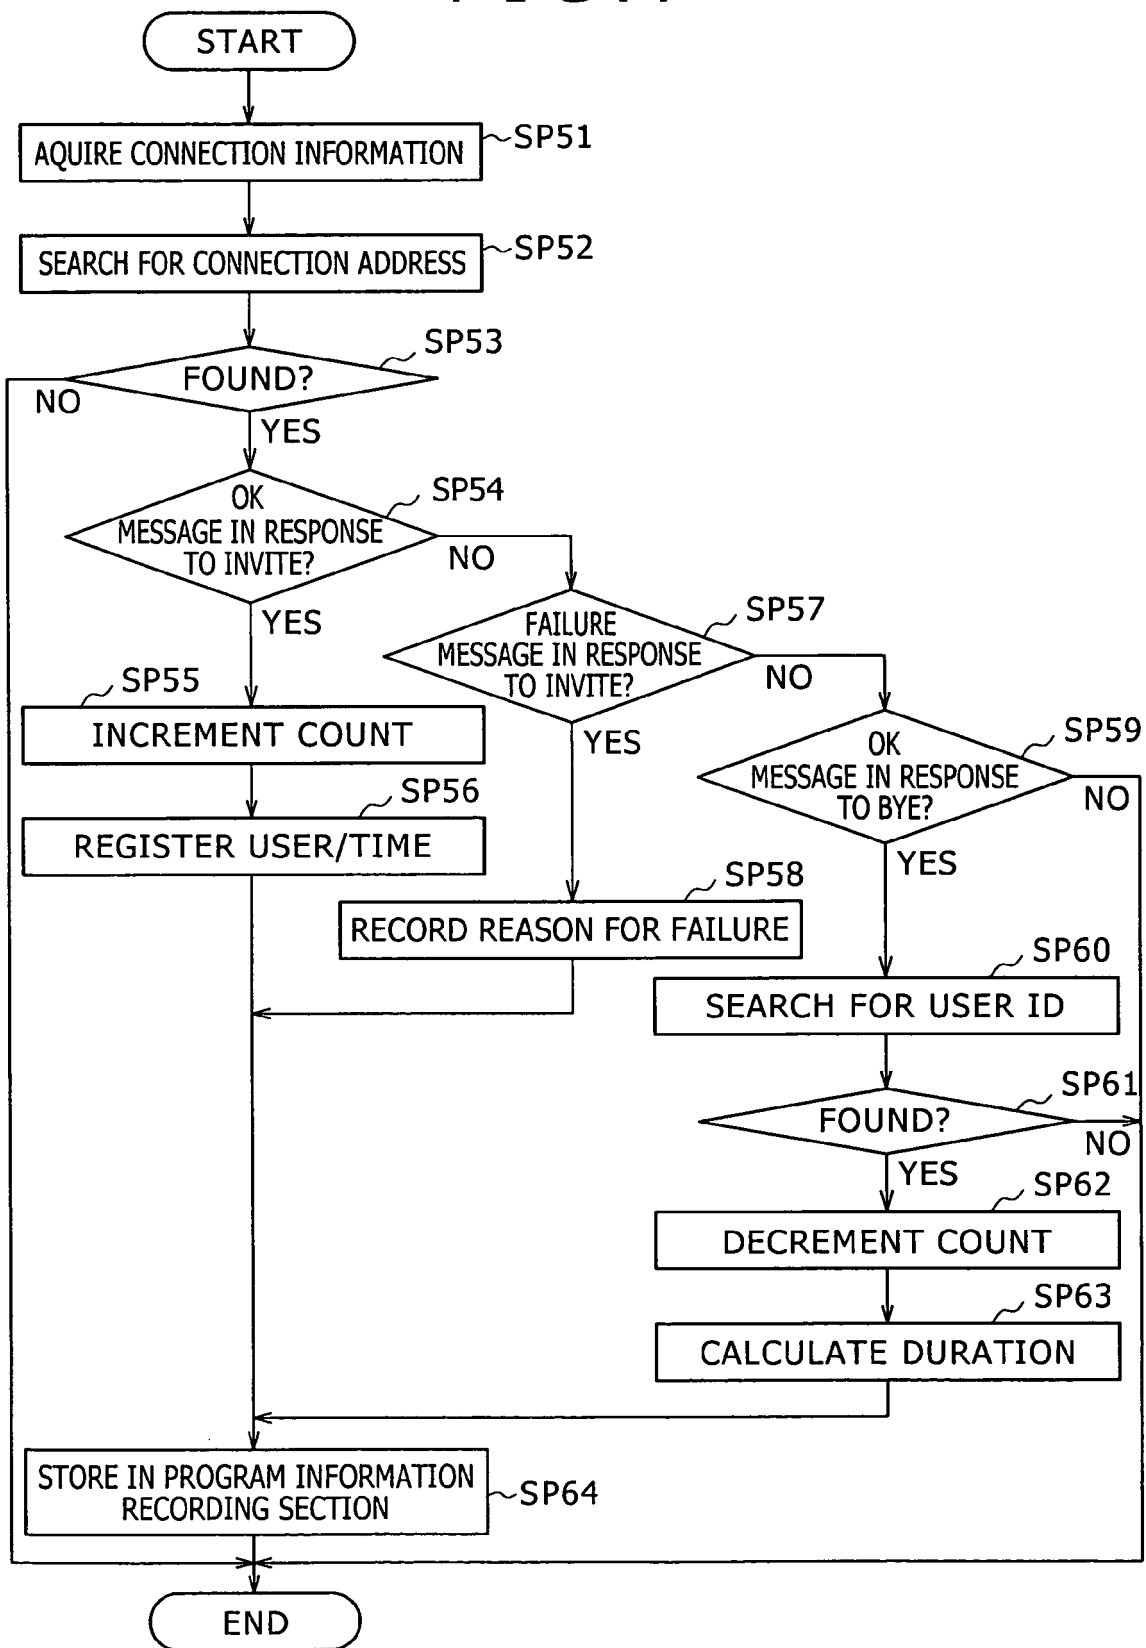 START
AQUIRE CONNECTION INFORMATION
SP51
SEARCH FOR CONNECTION ADDRESS
SP52
SP53
FOUND?
NO
YES
SP54
OK
MESSAGE IN RESPONSE
TO INVITE?
NO
YES
SP57
FAILURE
MESSAGE IN RESPONSE
TO INVITE?
NO
YES
SP55
INCREMENT COUNT
SP56
REGISTER USER/TIME
SP59
OK
MESSAGE IN RESPONSE
TO BYE?
NO
YES
SP58
RECORD REASON FOR FAILURE
SP60
SEARCH FOR USER ID
SP61
FOUND?
NO
YES
SP62
DECREMENT COUNT
SP63
CALCULATE DURATION
STORE IN PROGRAM INFORMATION
RECORDING SECTION
SP64
END